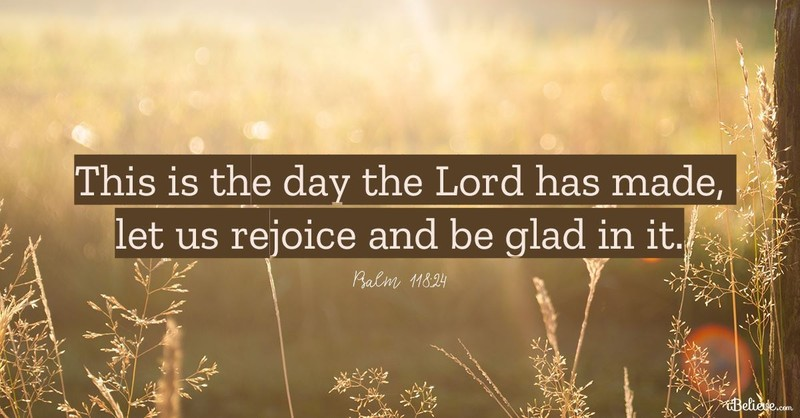 This is the day the Lord has made,
let us rejoice and be glad in it.
Psalm 118:24
iBelieve.com